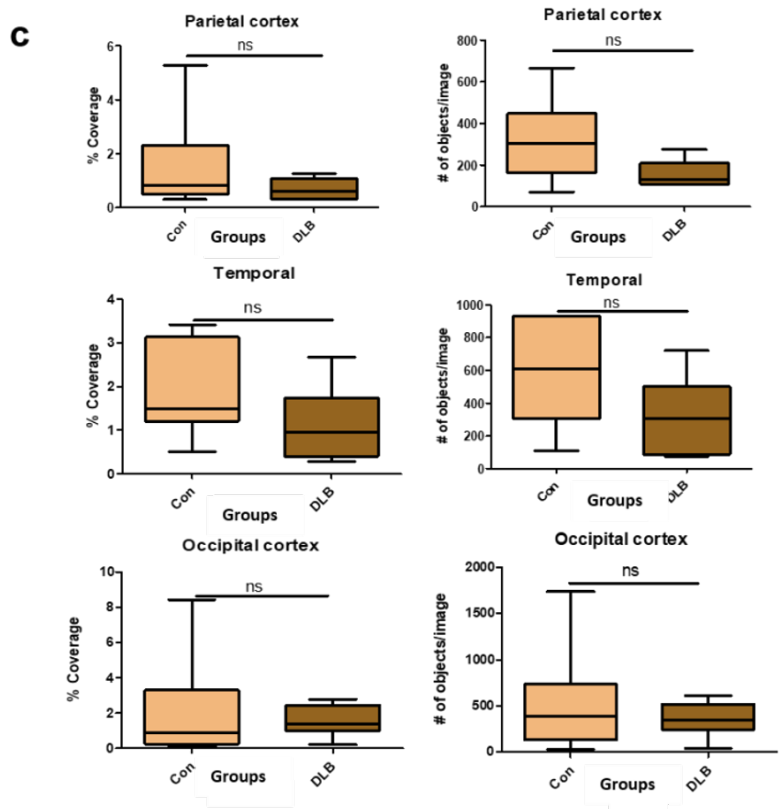 c
Parietal cortex
ns
% Coverage
6
4
2
0
Con
Groups
DLB
Parietal cortex
ns
# of objects/image
800
600
400
200
0
Con
Groups
DLB
Temporal
ns
% Coverage
4
3
2
1
0
Con
Groups
DLB
Temporal
ns
# of objects/image
1000
800
600
400
200
0
Con
Groups
DLB
Occipital cortex
ns
% Coverage
10
8
6
4
2
0
Con
Groups
DLB
Occipital cortex
ns
# of objects/image
2000
1500
1000
500
0
Con
Groups
DLB